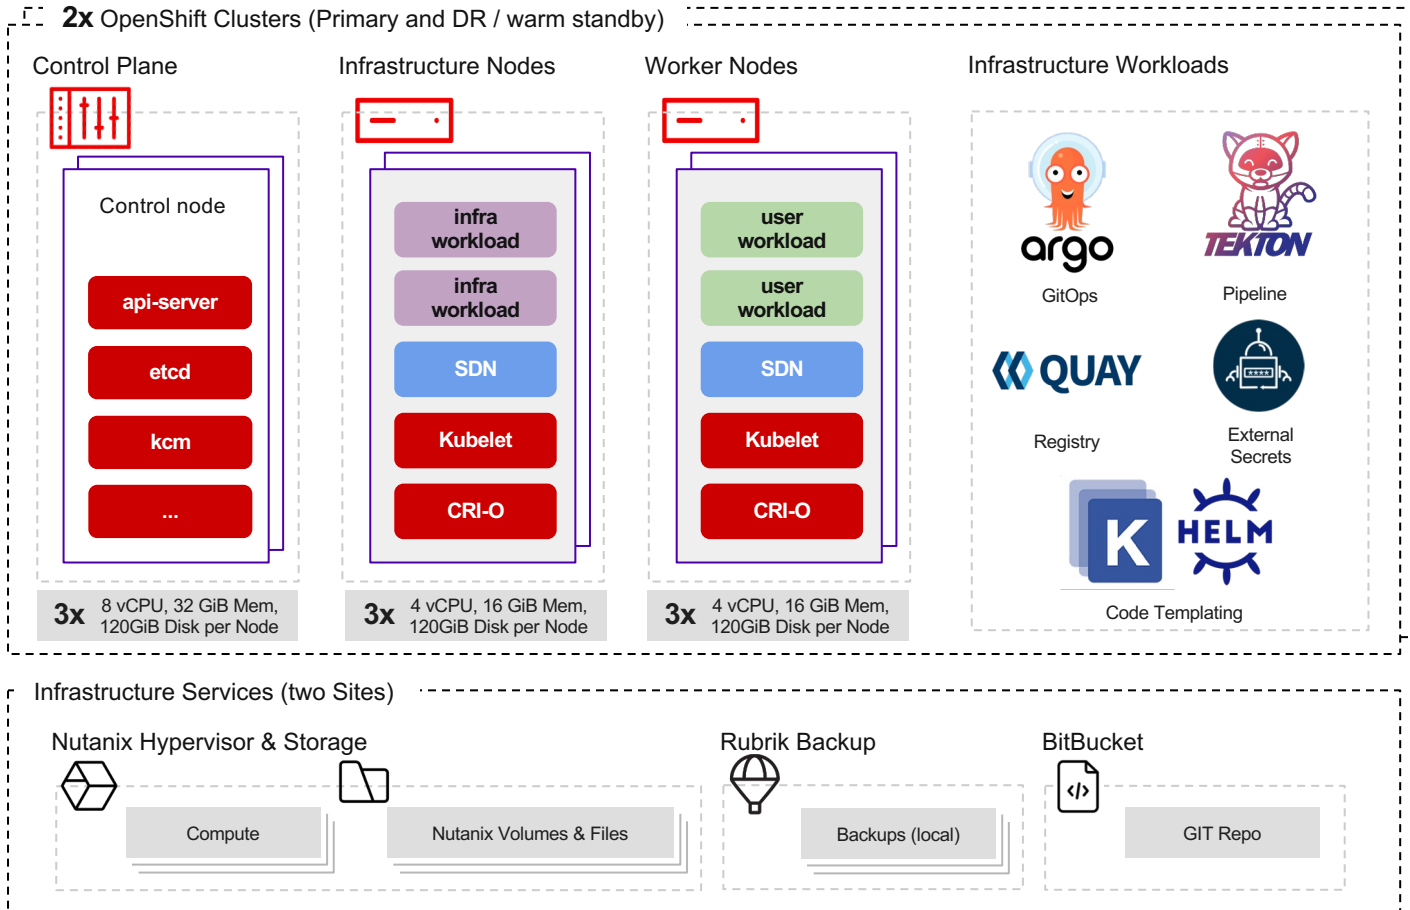 2x OpenShift Clusters (Primary and DR / warm standby)
Control Plane
Infrastructure Nodes
Worker Nodes
Infrastructure Workloads
Control node
api-server
etcd
kcm
...
3x
8 vCPU, 32 GiB Mem,
120GiB Disk per Node
infra
workload
infra
workload
SDN
Kubelet
CRI-O
3x
4 vCPU, 16 GiB Mem,
120GiB Disk per Node
user
workload
user
workload
SDN
Kubelet
CRI-O
3x
4 vCPU, 16 GiB Mem,
120GiB Disk per Node
argo
GitOps
TEKTON
Pipeline
QUAY
Registry
****
External
Secrets
K
HELM
Code Templating
Infrastructure Services (two Sites)
Nutanix Hypervisor & Storage
Compute
Nutanix Volumes & Files
Rubrik Backup
Backups (local)
BitBucket
</>
GIT Repo